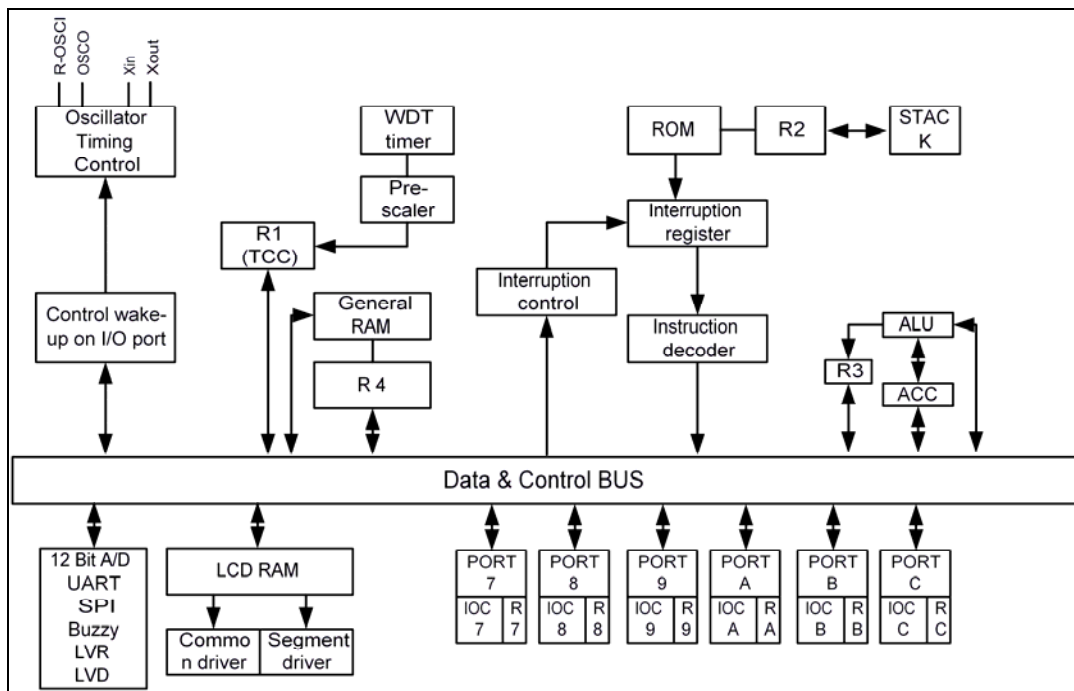 R-OSCI
OSCO
Xin
Xout
Oscillator
Timing
Control
WDT
timer
Pre-
scaler
R1
(TCC)
ROM
R2
STAC
K
Interruption
register
Interruption
control
Instruction
decoder
Control wake-
up on I/O port
General
RAM
R 4
ALU
R3
ACC
Data & Control BUS
12 Bit A/D
UART
SPI
Buzzy
LVR
LVD
LCD RAM
Commo
n driver
Segment
driver
PORT
7
IOC
7
R
7
PORT
8
IOC
8
R
8
PORT
9
IOC
9
R
9
PORT
A
IOC
A
R
A
PORT
B
IOC
B
R
B
PORT
C
IOC
C
R
C